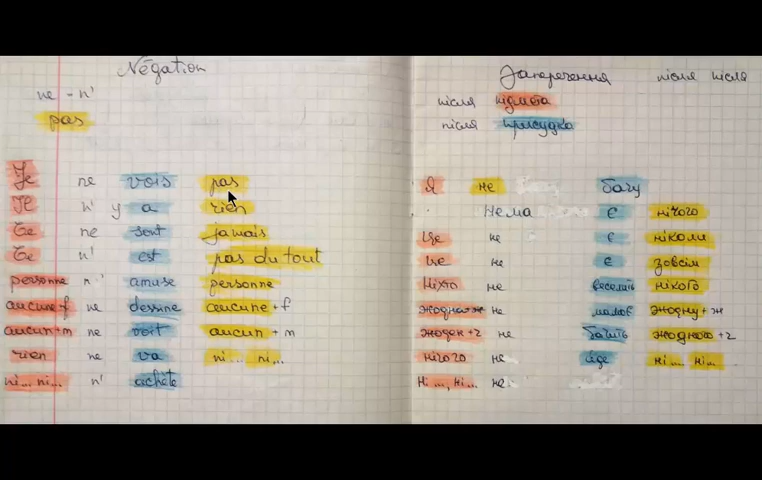 Négation
ne - n'
pas
Je ne vois pas
Il n' y a rien
Ce ne sont jamais
Ce n' est pas du tout
personne n' amuse personne
aucune+f ne dessine aucune+f
aucun+m ne voit aucun+m
rien ne va ni... ni...
ni... ni... n' achète
Заперечення після після
після підмета
після присудка
Я не бачу
Нема є нічого
Це не є ніколи
Це не є зовсім
Ніхто не веселить нікого
жодна+ж не малює жодну+ж
жоден+ч не бачить жодного+ч
нічого не йде ні... ні...
Ні..., ні... не